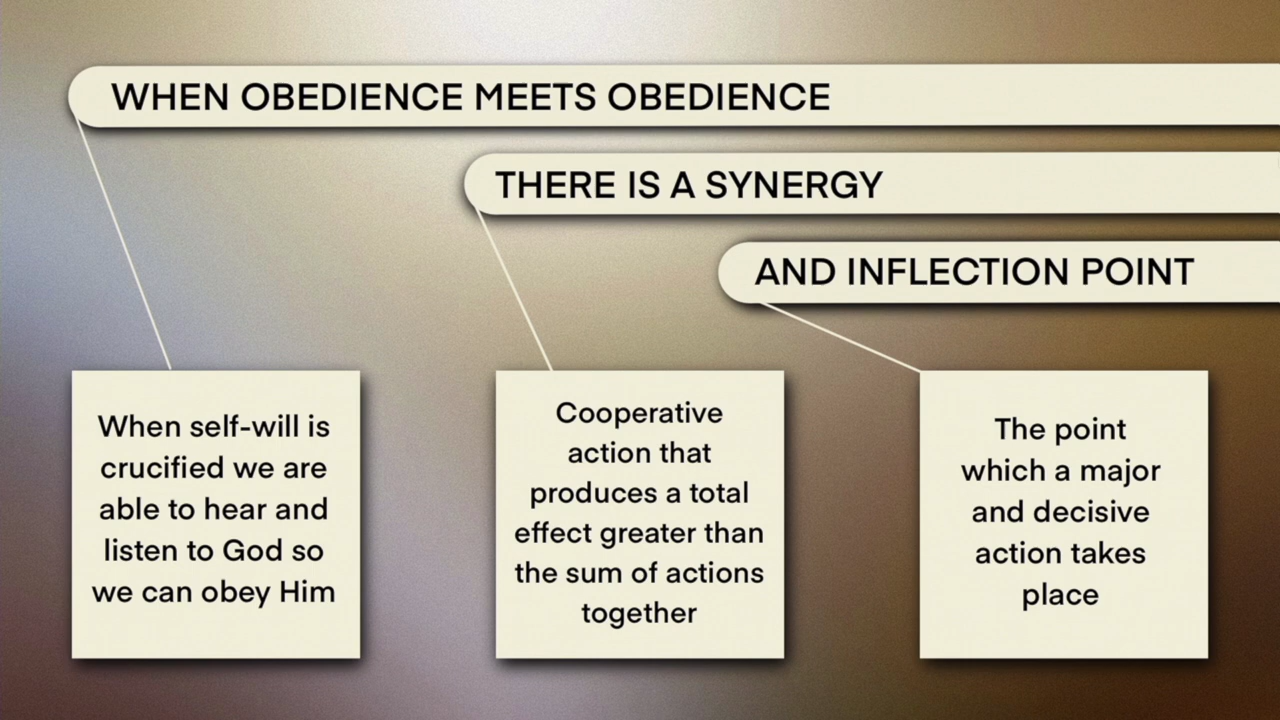 WHEN OBEDIENCE MEETS OBEDIENCE
THERE IS A SYNERGY
AND INFLECTION POINT
When self-will is
crucified we are
able to hear and
listen to God so
we can obey Him
Cooperative
action that
produces a total
effect greater than
the sum of actions
together
The point
which a major
and decisive
action takes
place